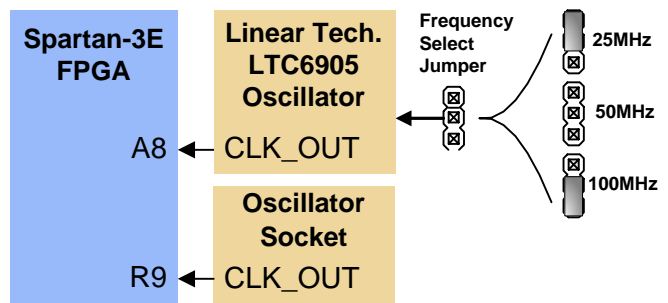 Spartan-3E
FPGA
A8
R9
Linear Tech.
LTC6905
Oscillator
CLK_OUT
Oscillator
Socket
CLK_OUT
Frequency
Select
Jumper
25MHz
50MHz
100MHz